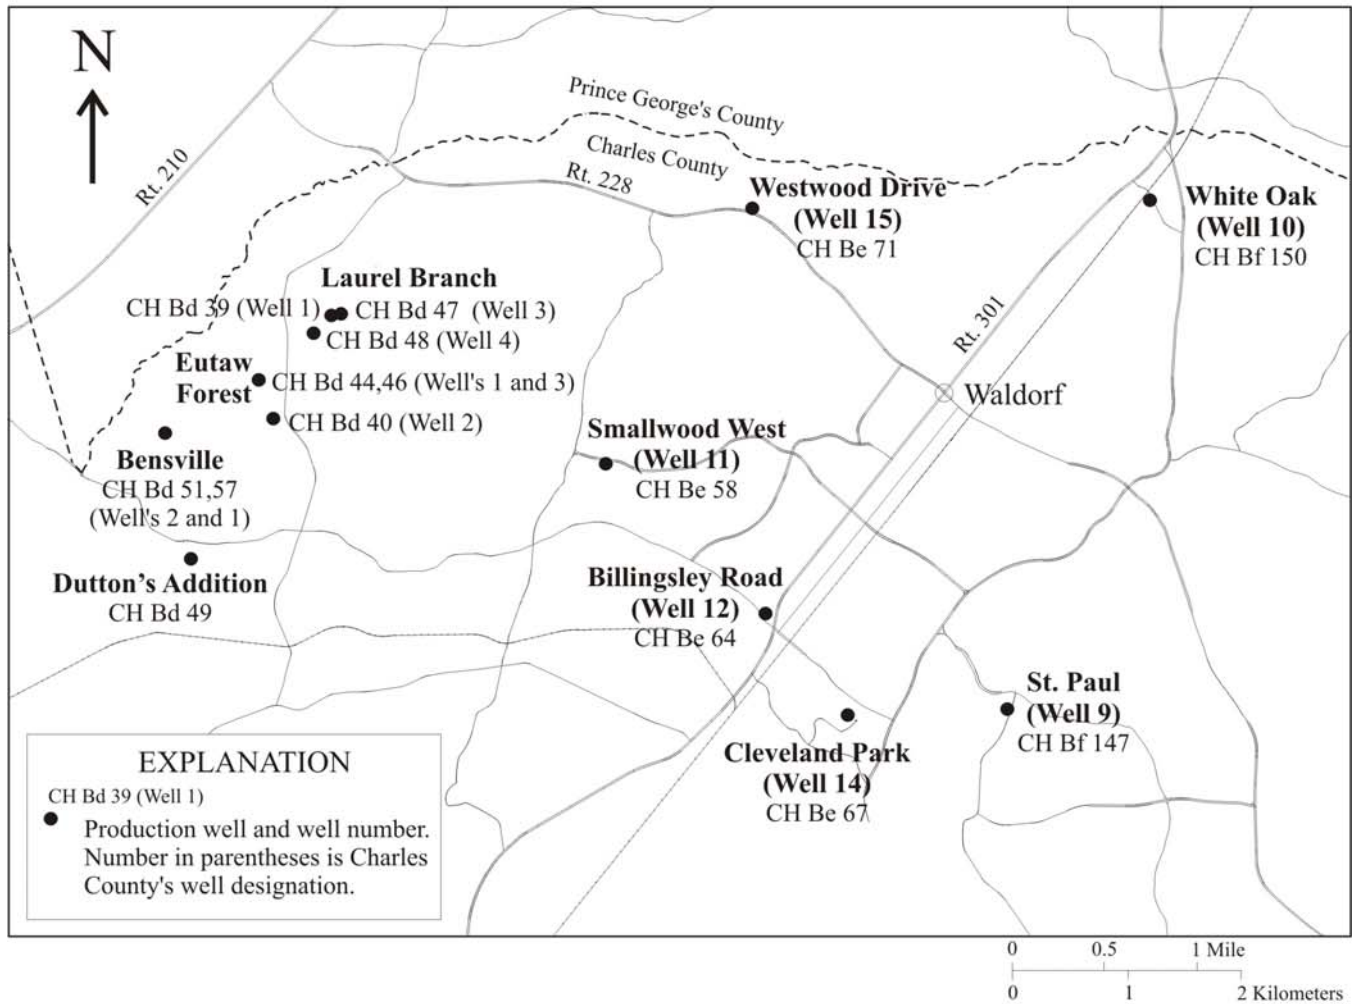 N
Prince George's County
Charles County
Rt. 210
Rt. 228
Westwood Drive
(Well 15)
CH Be 71
White Oak
(Well 10)
CH Bf 150
Laurel Branch
CH Bd 39 (Well 1)
CH Bd 47 (Well 3)
CH Bd 48 (Well 4)
Rt. 301
Eutaw
Forest
CH Bd 44,46 (Well's 1 and 3)
CH Bd 40 (Well 2)
Waldorf
Bensville
CH Bd 51,57
(Well's 2 and 1)
Smallwood West
(Well 11)
CH Be 58
Dutton's Addition
CH Bd 49
Billingsley Road
(Well 12)
CH Be 64
St. Paul
(Well 9)
CH Bf 147
Cleveland Park
(Well 14)
CH Be 67
EXPLANATION
CH Bd 39 (Well 1)
Production well and well number.
Number in parentheses is Charles
County's well designation.
0 0.5 1 Mile
0 1 2 Kilometers